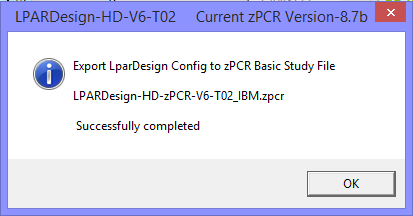 LPARDesign-HD-V6-T02 Current zPCR Version-8.7b
Export LparDesign Config to zPCR Basic Study File
LPARDesign-HD-zPCR-V6-T02_IBM.zpcr
Successfully completed
OK